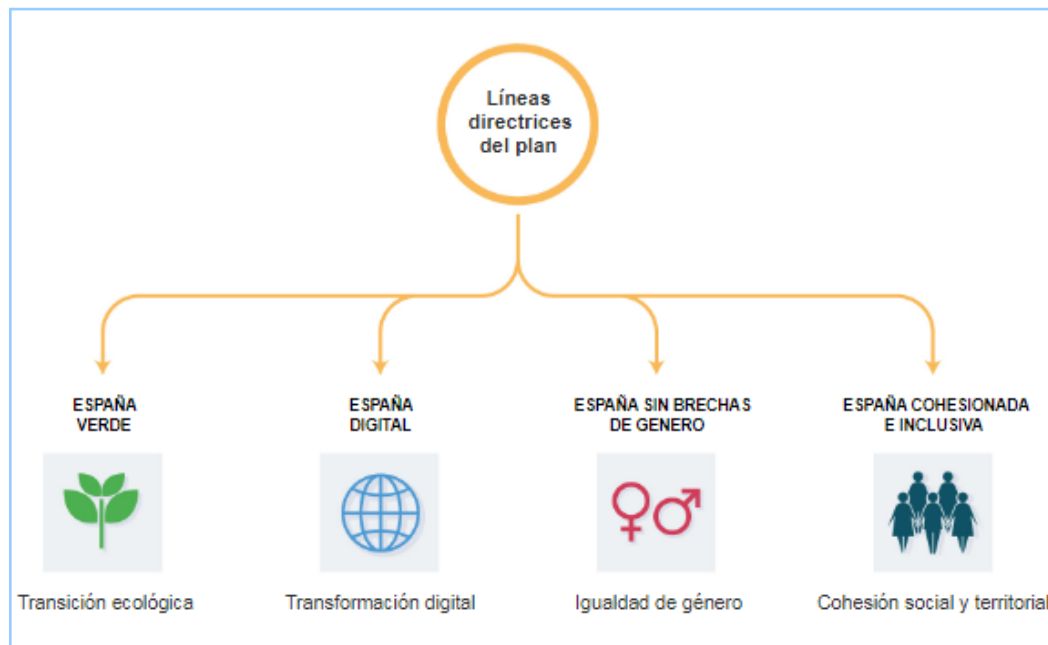 Líneas
directrices
del plan
ESPAÑA
VERDE
ESPAÑA
DIGITAL
ESPAÑA SIN BRECHAS
DE GENERO
ESPAÑA COHESIONADA
E INCLUSIVA
Transición ecológica
Transformación digital
Igualdad de género
Cohesión social y territorial